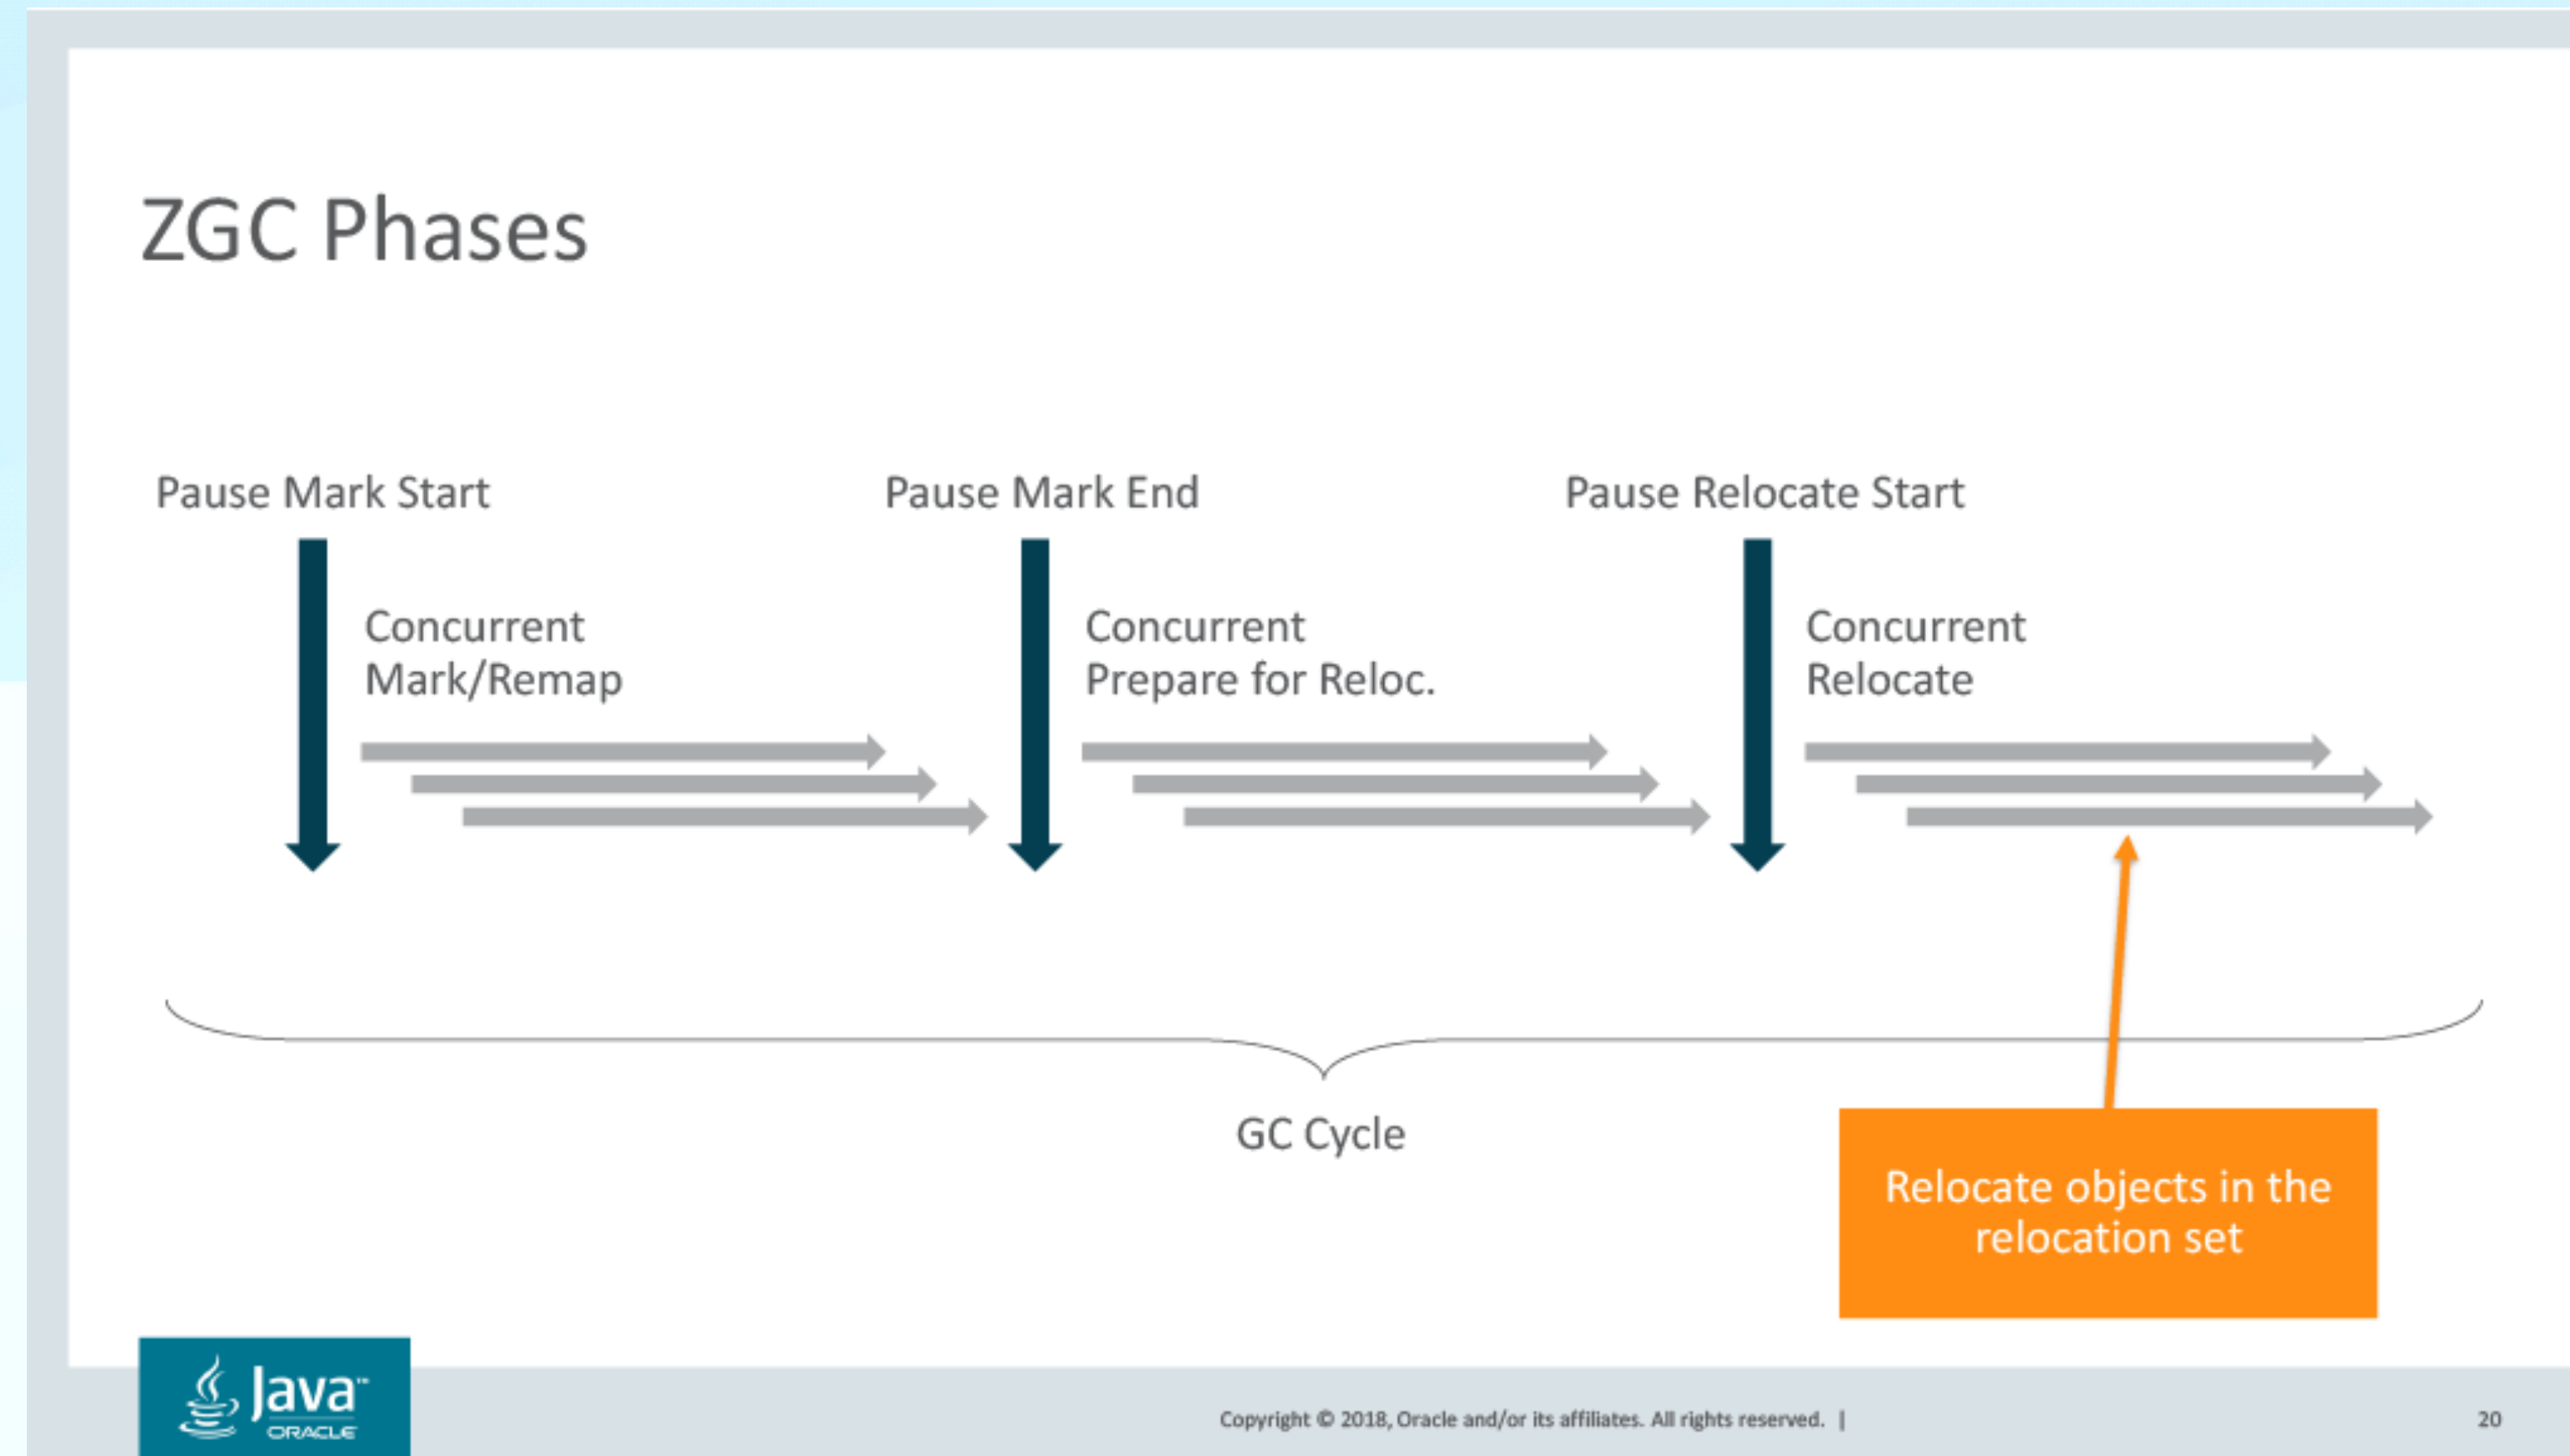 ZGC Phases
Pause Mark Start
Pause Mark End
Pause Relocate Start
Concurrent
Mark/Remap
Concurrent
Prepare for Reloc.
Concurrent
Relocate
GC Cycle
Relocate objects in the
relocation set
Java™
ORACLE
Copyright © 2018, Oracle and/or its affiliates. All rights reserved. |
20